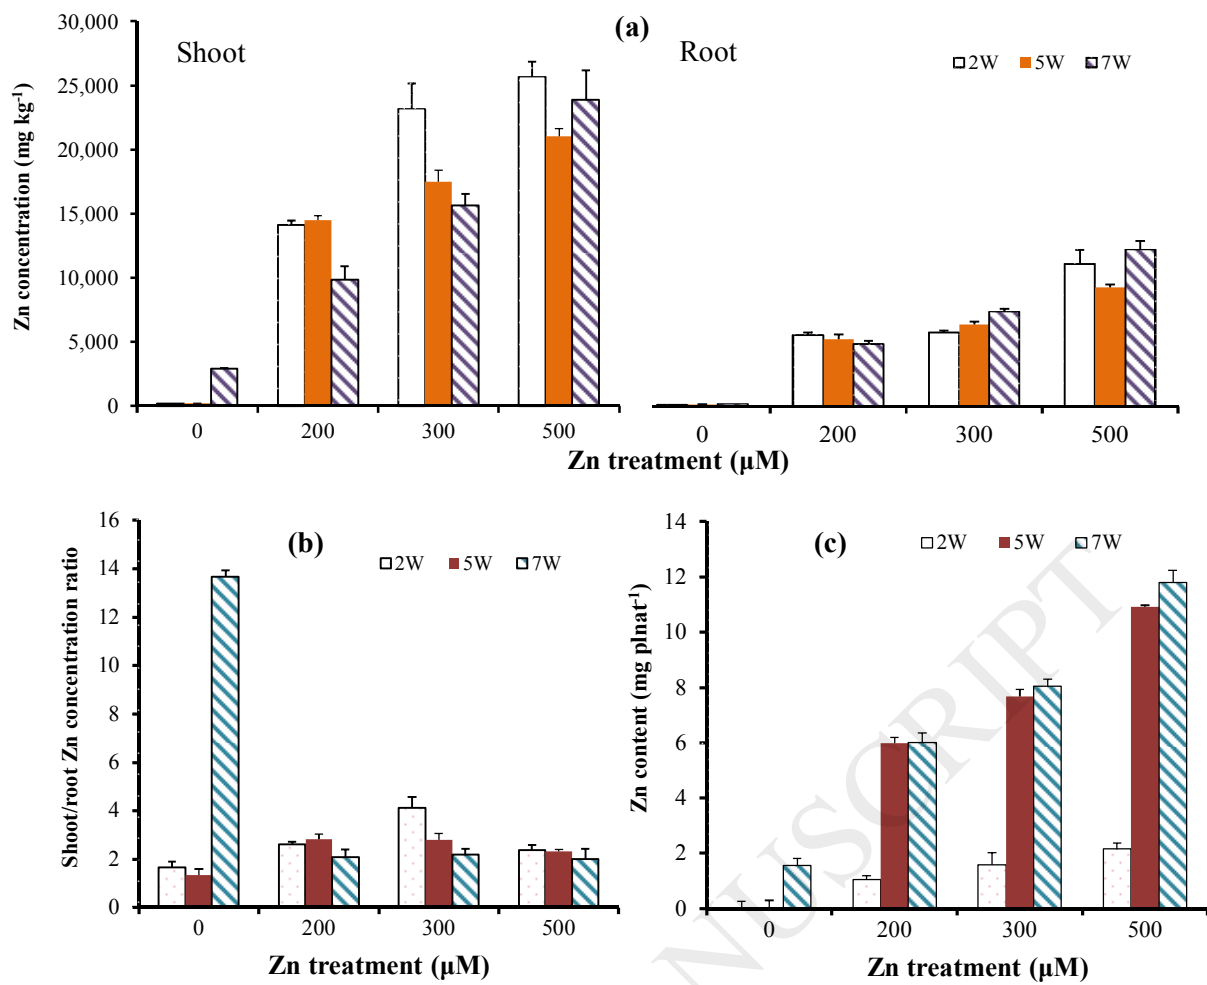 (a)
Shoot
Root
2W 5W 7W
Zn concentration (mg kg⁻¹)
30,000
25,000
20,000
15,000
10,000
5,000
0
0 200 300 500
0 200 300 500
Zn treatment (µM)
(b)
2W 5W 7W
Shoot/root Zn concentration ratio
16
14
12
10
8
6
4
2
0
0 200 300 500
Zn treatment (µM)
(c)
2W 5W 7W
Zn content (mg plnat⁻¹)
14
12
10
8
6
4
2
0
0 200 300 500
Zn treatment (µM)
NUSCRIPT